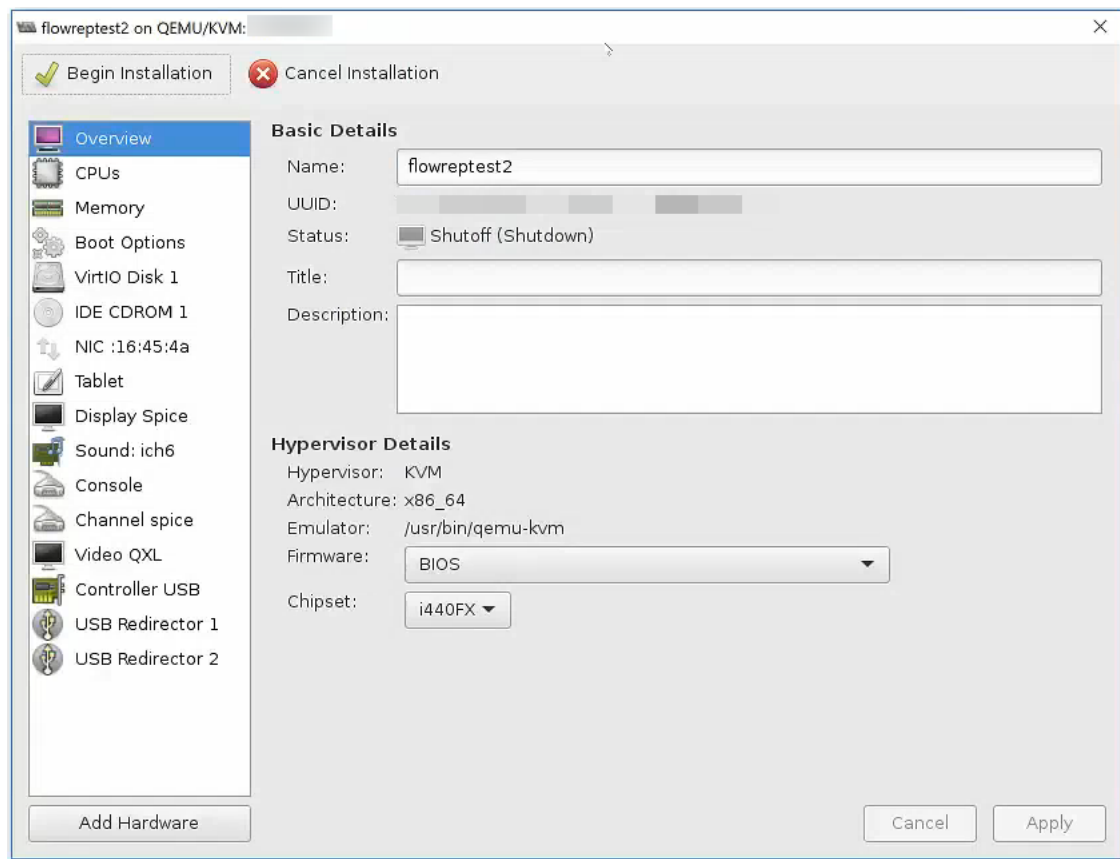 flowreptest2 on QEMU/KVM:
Begin Installation
Cancel Installation
Overview
CPUs
Memory
Boot Options
VirtIO Disk 1
IDE CDROM 1
NIC :16:45:4a
Tablet
Display Spice
Sound: ich6
Console
Channel spice
Video QXL
Controller USB
USB Redirector 1
USB Redirector 2
Add Hardware
Basic Details
Name: flowreptest2
UUID:
Status: Shutoff (Shutdown)
Title:
Description:
Hypervisor Details
Hypervisor: KVM
Architecture: x86_64
Emulator: /usr/bin/qemu-kvm
Firmware: BIOS
Chipset: i440FX
Cancel
Apply